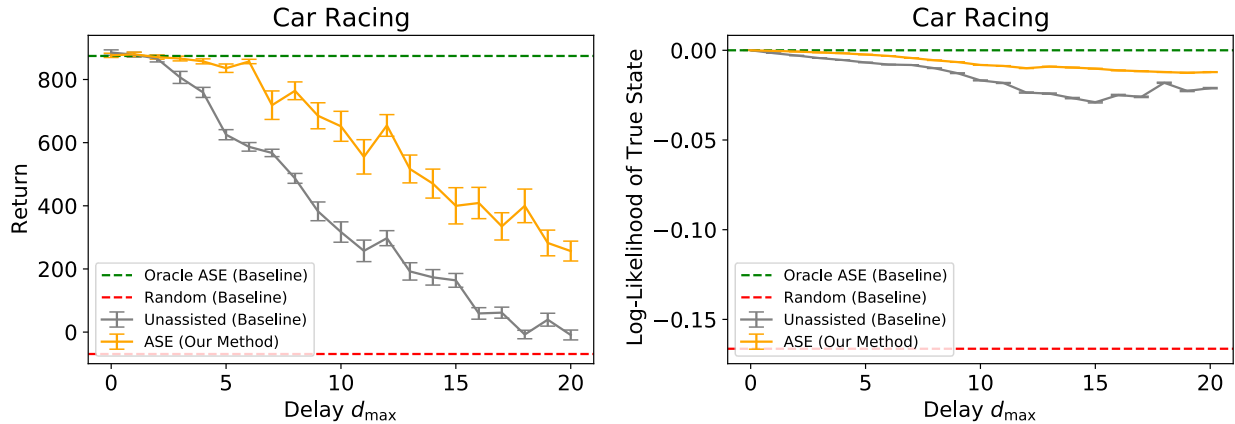 Car Racing
Return
800
600
400
200
0
Oracle ASE (Baseline)
Random (Baseline)
Unassisted (Baseline)
ASE (Our Method)
0 5 10 15 20
Delay d_max
Car Racing
Log-Likelihood of True State
0.00
−0.05
−0.10
−0.15
Oracle ASE (Baseline)
Random (Baseline)
Unassisted (Baseline)
ASE (Our Method)
0 5 10 15 20
Delay d_max